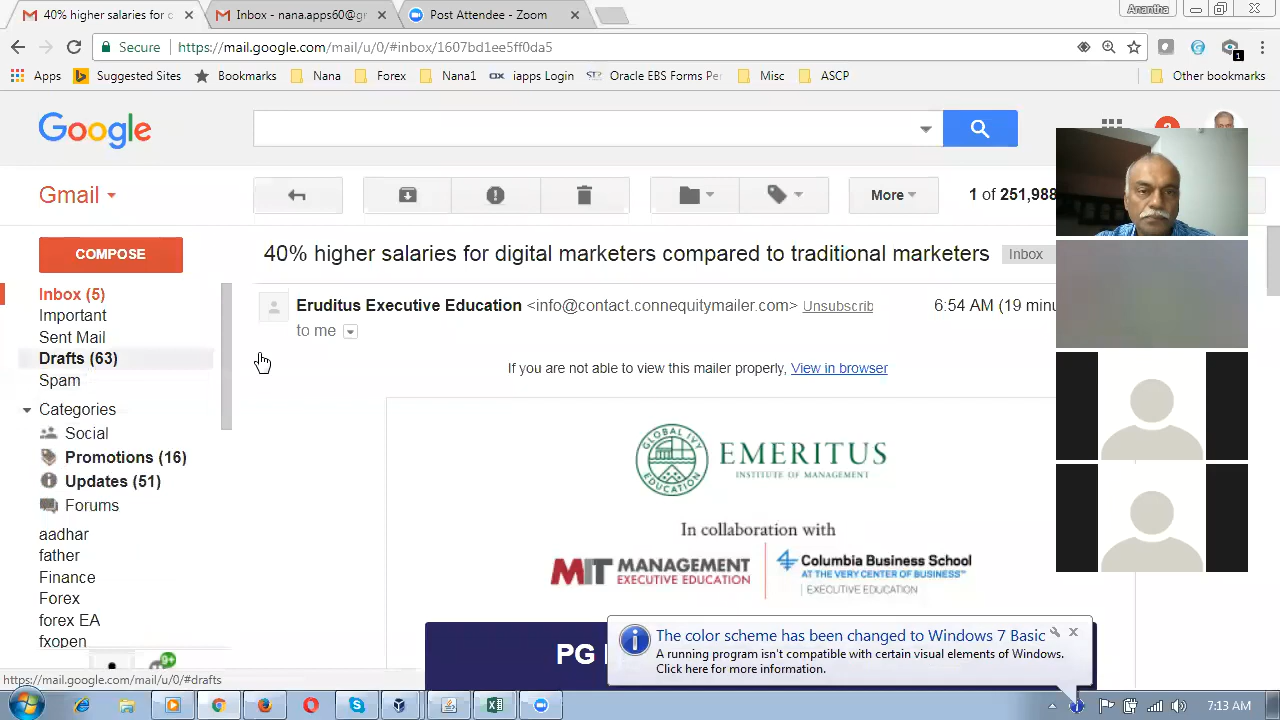 40% higher salaries for c
Inbox - nana.apps60@gr
Post Attendee - Zoom
Anantha
Secure
https://mail.google.com/mail/u/0/#inbox/1607bd1ee5ff0da5
1
Apps
Suggested Sites
Bookmarks
Nana
Forex
Nana1
iapps Login
Oracle EBS Forms Per
Misc
ASCP
Other bookmarks
Google
Gmail
More
1 of 251,988
COMPOSE
40% higher salaries for digital marketers compared to traditional marketers
Inbox
Inbox (5)
Important
Sent Mail
Drafts (63)
Spam
Categories
Social
Promotions (16)
Updates (51)
Forums
aadhar
father
Finance
Forex
forex EA
fxopen
Eruditus Executive Education <info@contact.connequitymailer.com> Unsubscrib
6:54 AM (19 minu
to me
If you are not able to view this mailer properly, View in browser
GLOBAL IVY EDUCATION
EMERITUS
INSTITUTE OF MANAGEMENT
In collaboration with
MIT MANAGEMENT
EXECUTIVE EDUCATION
Columbia Business School
AT THE VERY CENTER OF BUSINESS™
EXECUTIVE EDUCATION
PG
The color scheme has been changed to Windows 7 Basic
A running program isn't compatible with certain visual elements of Windows.
Click here for more information.
https://mail.google.com/mail/u/0/#drafts
7:13 AM